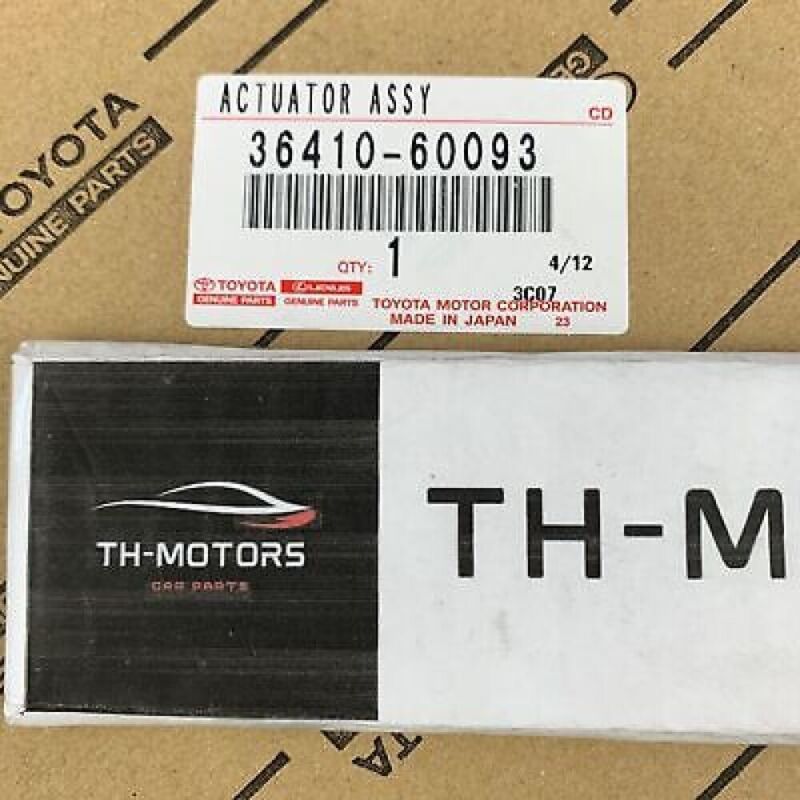 TOYOTA
GENUINE PARTS
ACTUATOR ASSY
CD
36410-60093
QTY: 1
4/12
3C07
TOYOTA
GENUINE PARTS
LEXUS
GENUINE PARTS
TOYOTA MOTOR CORPORATION
MADE IN JAPAN 23
TH-MOTORS
CAR PARTS
TH-M